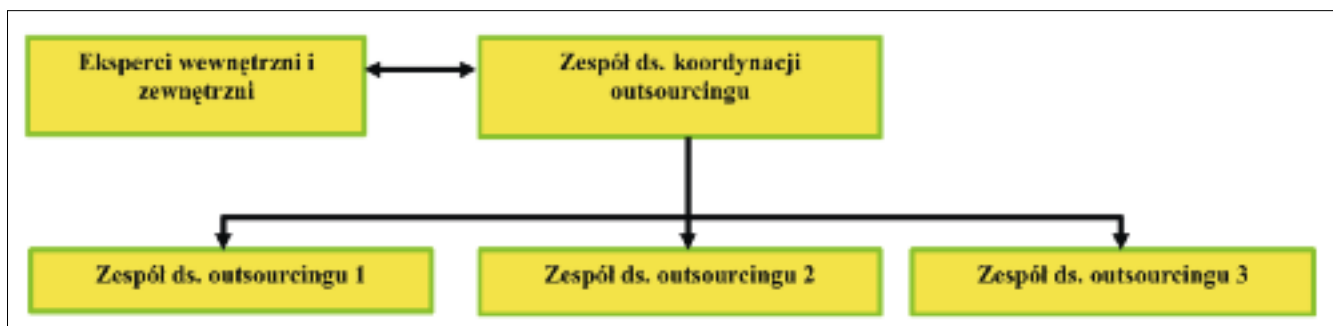 Eksperci wewnętrzni i
zewnętrzni
Zespół ds. koordynacji
outsourcingu
Zespół ds. outsourcingu 1
Zespół ds. outsourcingu 2
Zespół ds. outsourcingu 3